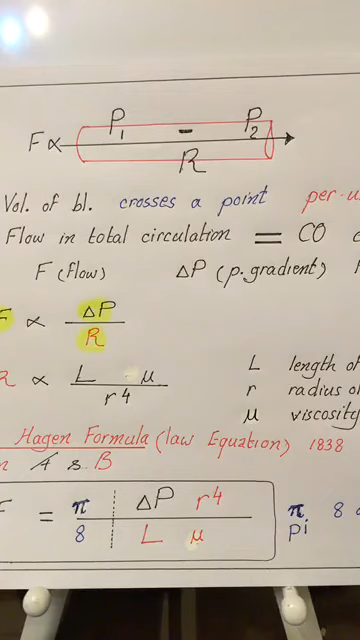 P₁ - P₂
F ∝
R
Vol. of bl. crosses a point per-u
Flow in total circulation = CO
F (flow) ΔP (p.gradient)
F ∝ ΔP / R
R ∝ L μ / r⁴
L length of
r radius of
μ viscosity
Hagen Formula (law Equation) 1838
A & B
F = π ΔP r⁴ / 8 L μ
π 8
pi